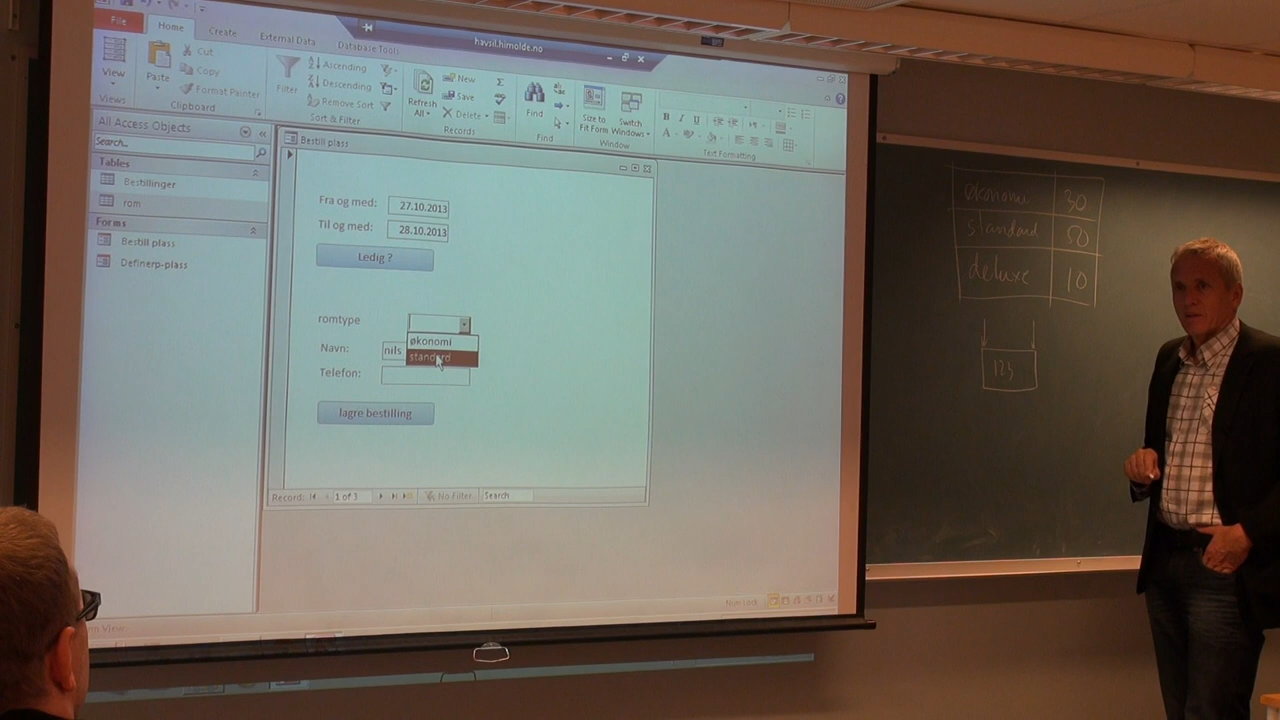 havsil.himolde.no
File Home Create External Data Database Tools
View
Views
Paste
Cut
Copy
Format Painter
Clipboard
Filter
Ascending
Descending
Remove Sort
Sort & Filter
Refresh All
New
Save
Delete
Σ
Records
Find
Find
Size to Fit Form
Switch Windows
Window
B I U
A
Text Formatting
All Access Objects
Search...
Tables
Bestillinger
rom
Forms
Bestill plass
Definerp-plass
Bestill plass
Fra og med: 27.10.2013
Til og med: 28.10.2013
Ledig ?
romtype
økonomi
standard
Navn: nils
Telefon:
lagre bestilling
Record: 1 of 3 No Filter Search
Num Lock
økonomi 30
standard 50
deluxe 10
123